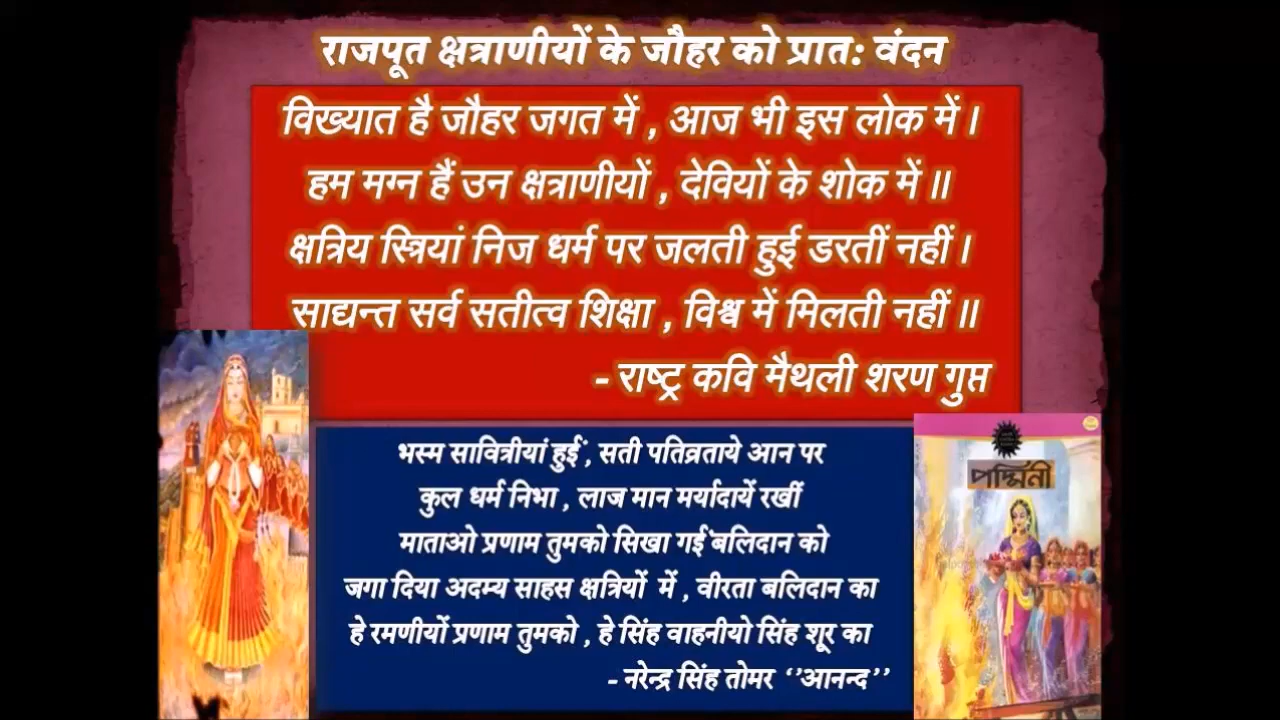 राजपूत क्षत्राणीयों के जौहर को प्रात: वंदन
विख्यात है जौहर जगत में , आज भी इस लोक में ।
हम मग्न हैं उन क्षत्राणीयों , देवियों के शोक में ॥
क्षत्रिय स्त्रियां निज धर्म पर जलती हुई डरतीं नहीं ।
साद्यन्त सर्व सतीत्व शिक्षा , विश्व में मिलती नहीं ॥
- राष्ट्र कवि मैथली शरण गुप्त
भस्म सावित्रीयां हुईं , सती पतिव्रताये आन पर
कुल धर्म निभा , लाज मान मर्यादायें रखीं
माताओ प्रणाम तुमको सिखा गईं बलिदान को
जगा दिया अदम्य साहस क्षत्रियों में , वीरता बलिदान का
हे रमणीयों प्रणाम तुमको , हे सिंह वाहनीयो सिंह शूर का
- नरेन्द्र सिंह तोमर ‘’आनन्द’’
পদ্মিনী